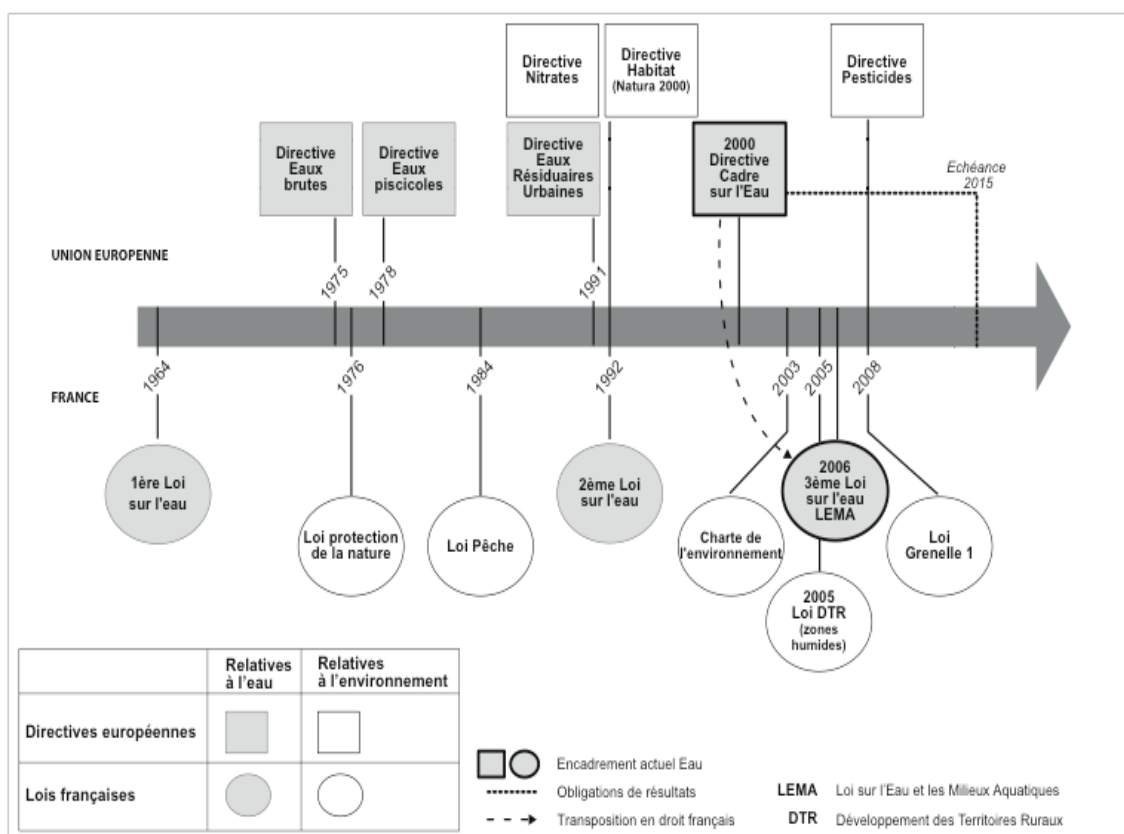 Directive
Nitrates
Directive
Habitat
(Natura 2000)
Directive
Pesticides
Directive
Eaux
brutes
Directive
Eaux
piscicoles
Directive
Eaux
Résiduaires
Urbaines
2000
Directive
Cadre
sur l'Eau
Echéance
2015
UNION EUROPENNE
1975
1978
1991
1964
1976
1984
1992
2003
2005
2008
FRANCE
1ère Loi
sur l'eau
Loi protection
de la nature
Loi Pêche
2ème Loi
sur l'eau
Charte de
l'environnement
2006
3ème Loi
sur l'eau
LEMA
Loi
Grenelle 1
2005
Loi DTR
(zones
humides)
Relatives
à l'eau
Relatives
à l'environnement
Directives européennes
Lois françaises
Encadrement actuel Eau
Obligations de résultats
Transposition en droit français
LEMA Loi sur l'Eau et les Milieux Aquatiques
DTR Développement des Territoires Ruraux